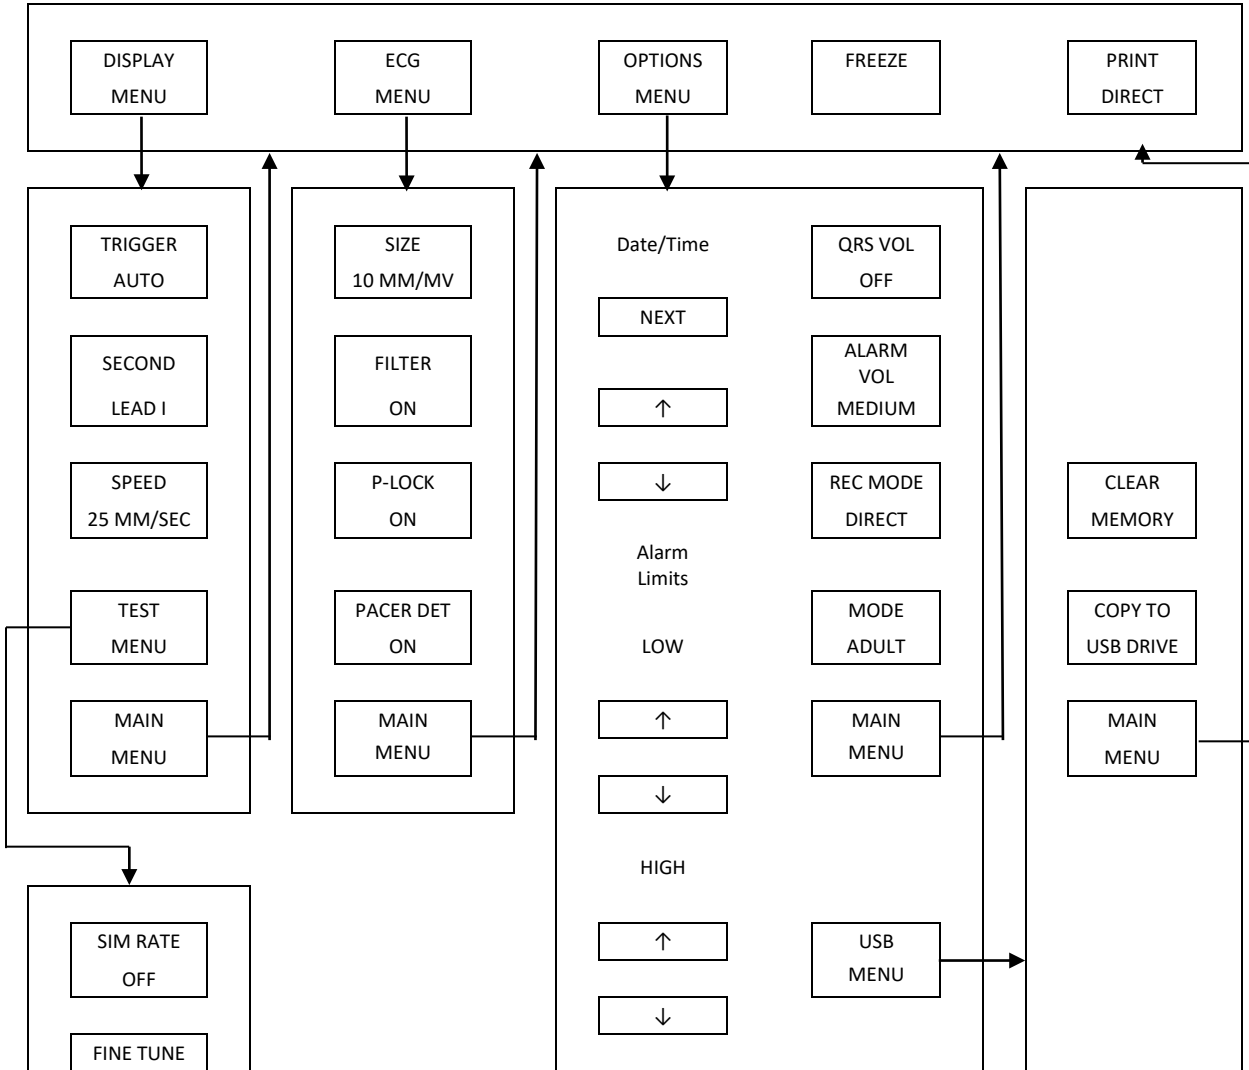 DISPLAY
MENU
ECG
MENU
OPTIONS
MENU
FREEZE
PRINT
DIRECT
TRIGGER
AUTO
SECOND
LEAD I
SPEED
25 MM/SEC
TEST
MENU
MAIN
MENU
SIZE
10 MM/MV
FILTER
ON
P-LOCK
ON
PACER DET
ON
MAIN
MENU
Date/Time
NEXT
↑
↓
Alarm
Limits
LOW
↑
↓
HIGH
↑
↓
QRS VOL
OFF
ALARM
VOL
MEDIUM
REC MODE
DIRECT
MODE
ADULT
MAIN
MENU
USB
MENU
CLEAR
MEMORY
COPY TO
USB DRIVE
MAIN
MENU
SIM RATE
OFF
FINE TUNE